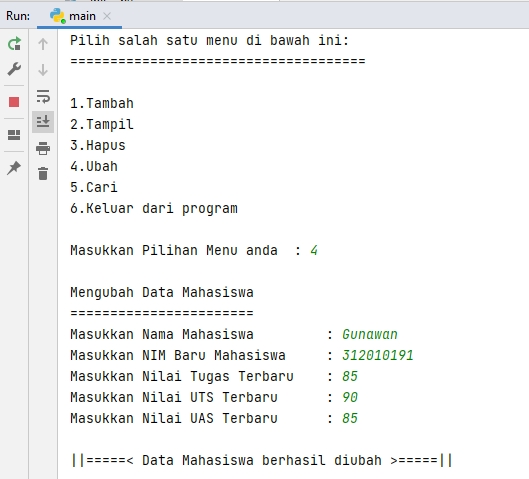 Run: main
Pilih salah satu menu di bawah ini:
=====================================
1.Tambah
2.Tampil
3.Hapus
4.Ubah
5.Cari
6.Keluar dari program
Masukkan Pilihan Menu anda  : 4
Mengubah Data Mahasiswa
=======================
Masukkan Nama Mahasiswa         : Gunawan
Masukkan NIM Baru Mahasiswa     : 312010191
Masukkan Nilai Tugas Terbaru    : 85
Masukkan Nilai UTS Terbaru      : 90
Masukkan Nilai UAS Terbaru      : 85
||=====< Data Mahasiswa berhasil diubah >=====||